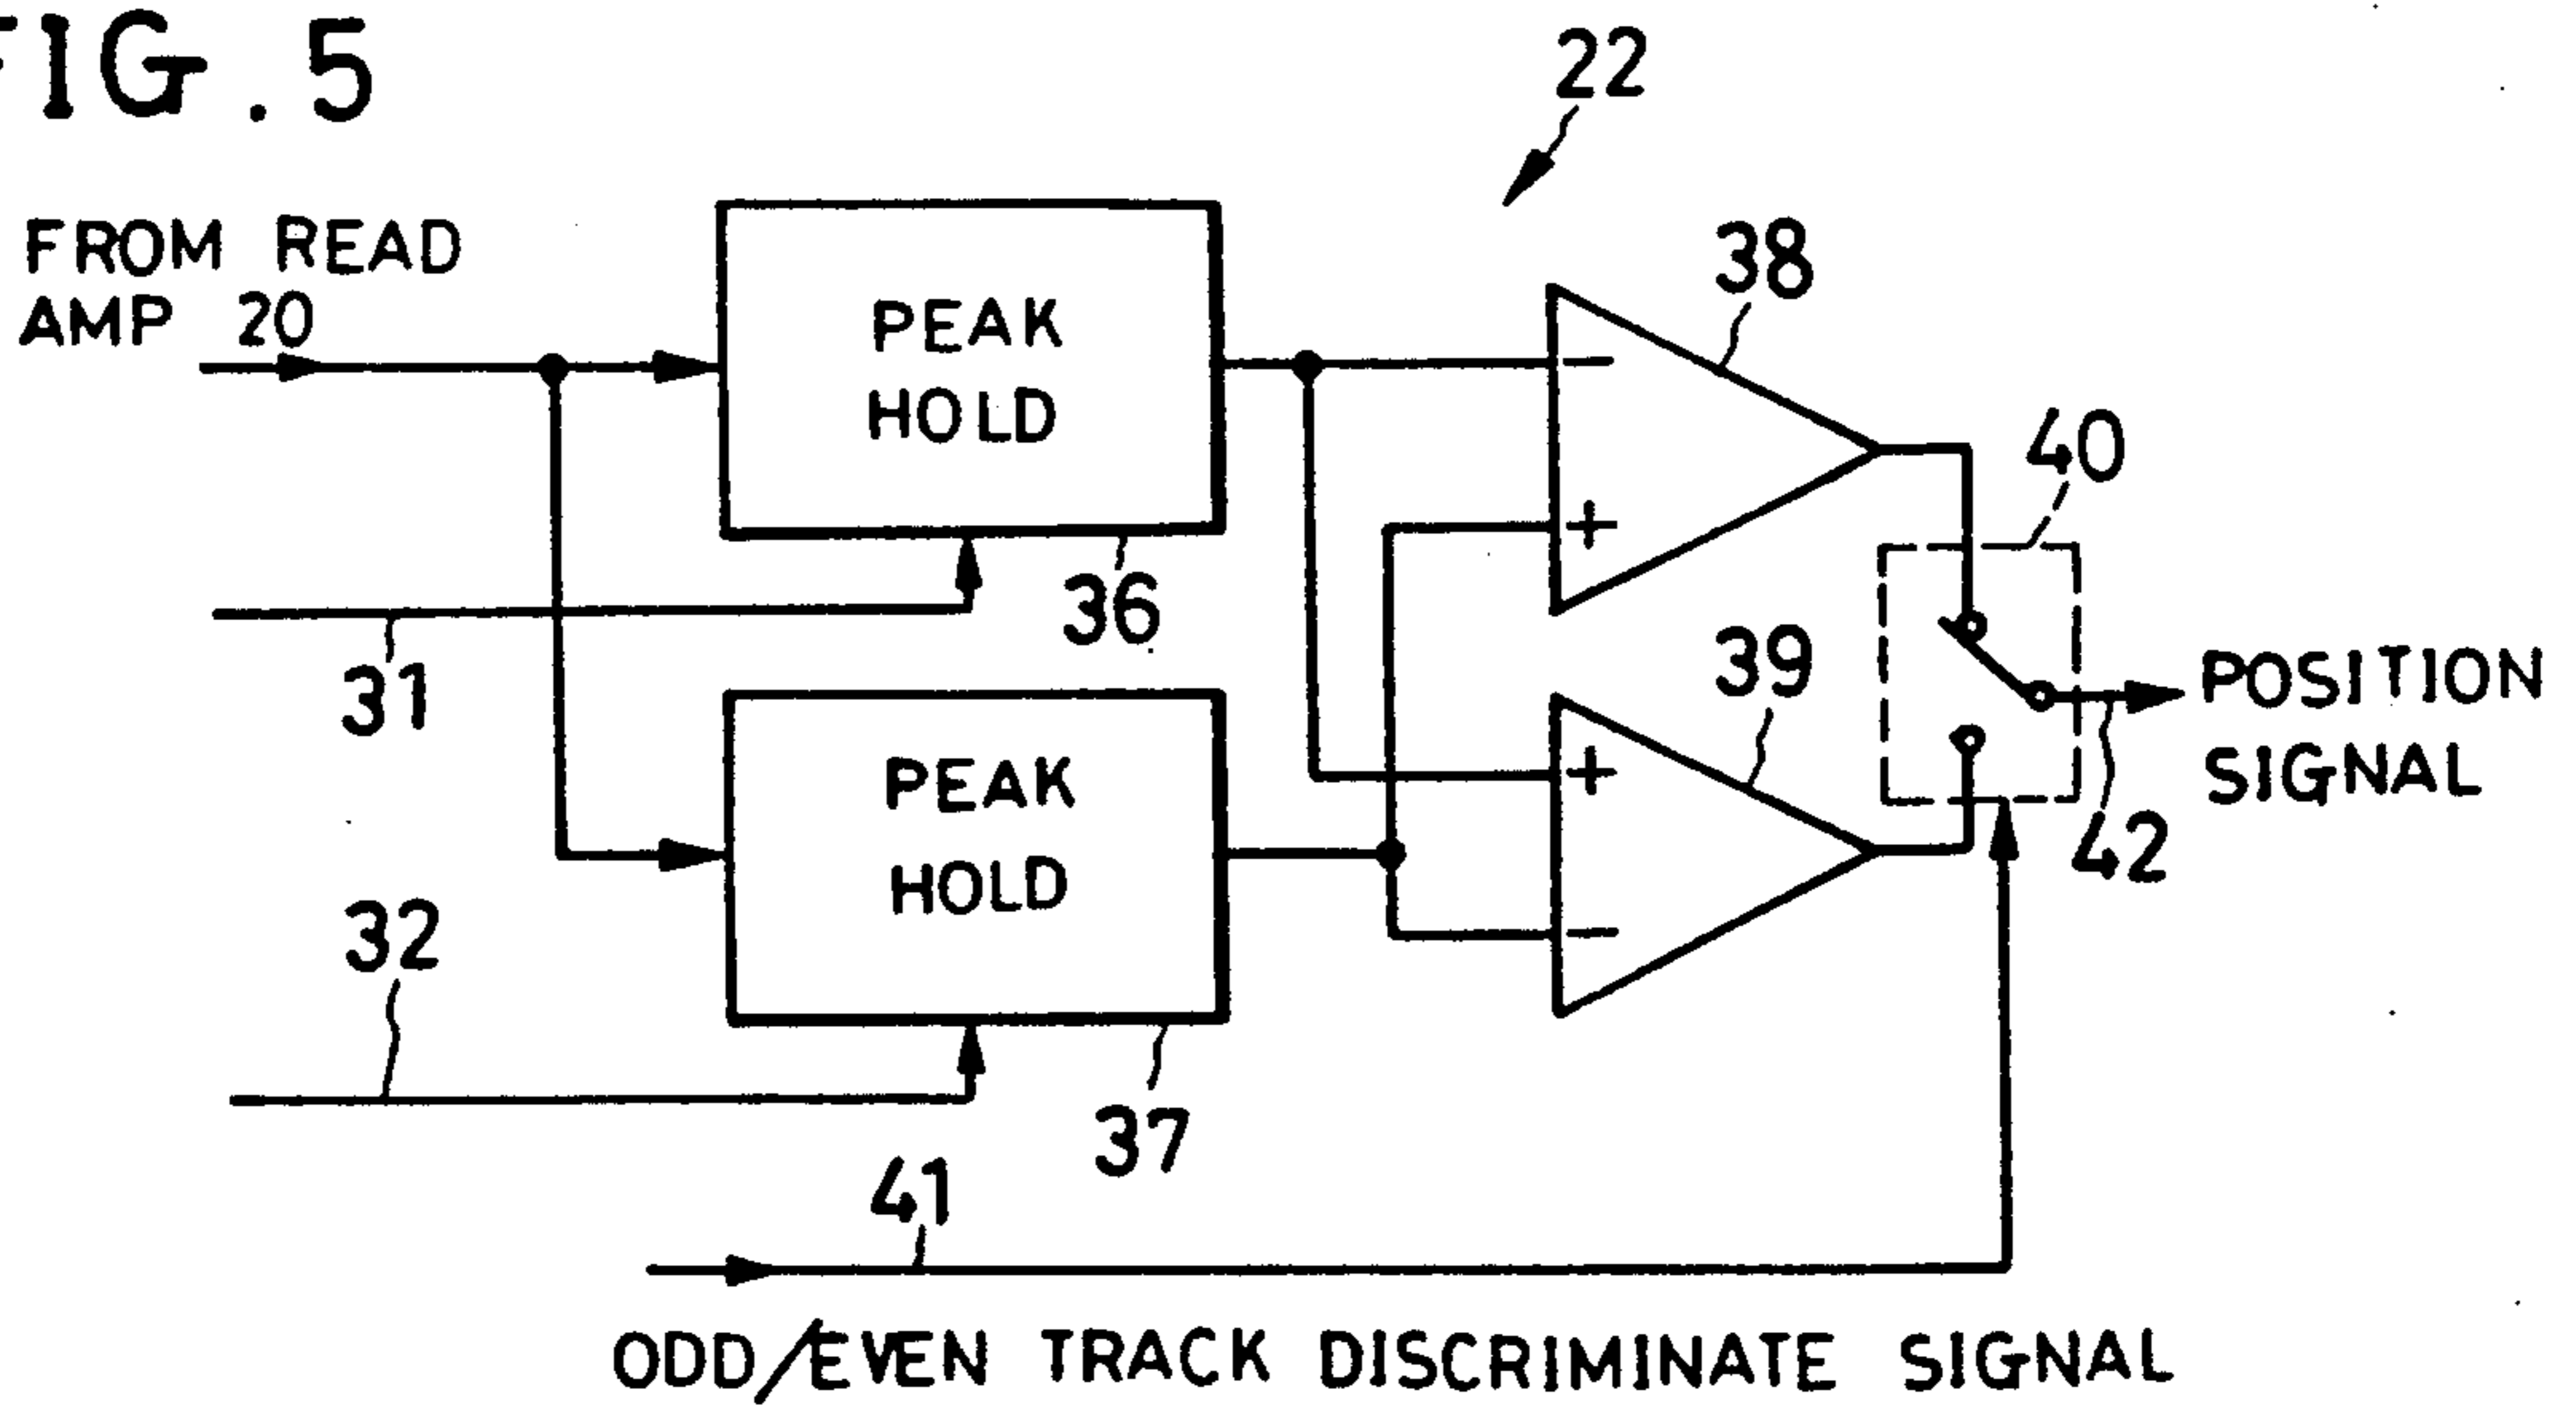 FIG. 5
22
FROM READ
AMP 20
38
PEAK
HOLD
40
36
31
39
POSITION
SIGNAL
PEAK
HOLD
42
32
37
41
ODD/EVEN TRACK DISCRIMINATE SIGNAL
-
+
+
-